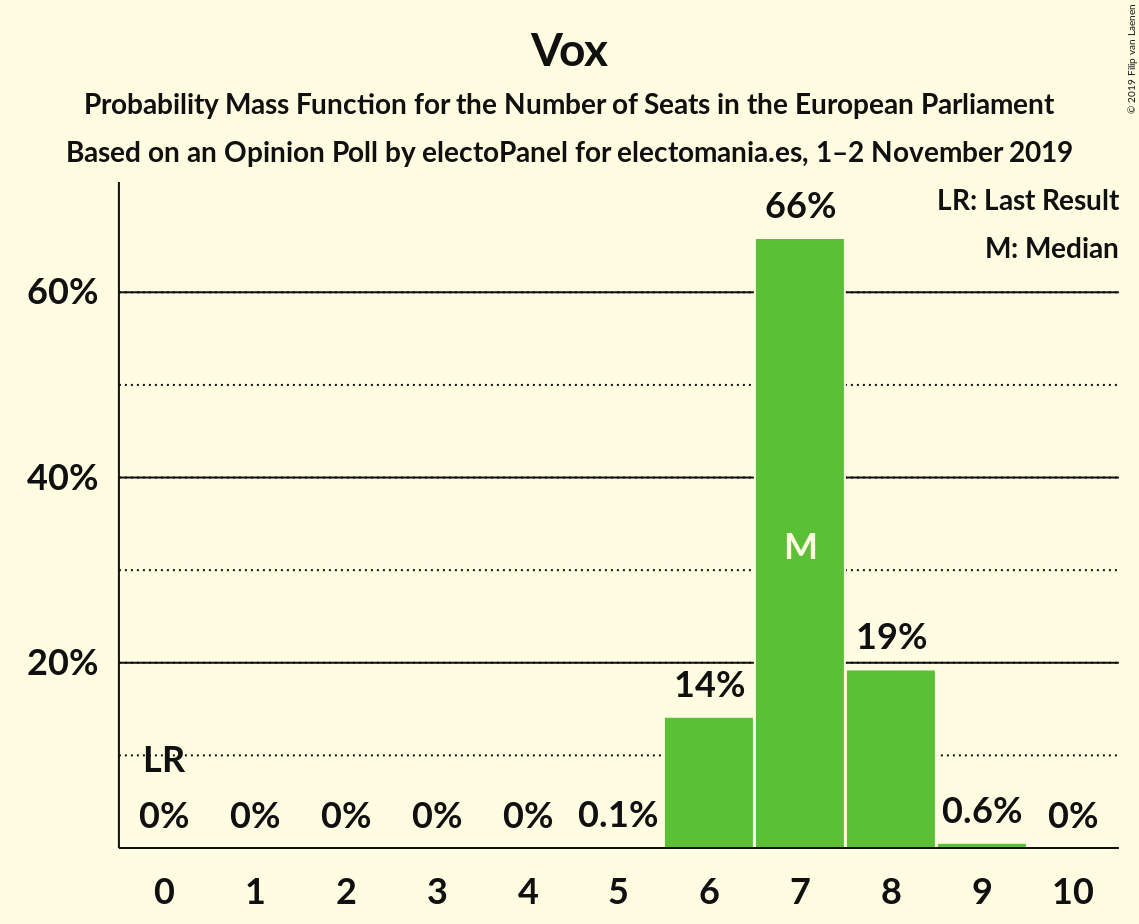 Vox
Probability Mass Function for the Number of Seats in the European Parliament
Based on an Opinion Poll by electoPanel for electomania.es, 1–2 November 2019
© 2019 Filip van Laenen
LR: Last Result
M: Median
66%
60%
40%
M
19%
20%
14%
LR
0% 0% 0% 0% 0% 0.1% 0.6% 0%
0 1 2 3 4 5 6 7 8 9 10